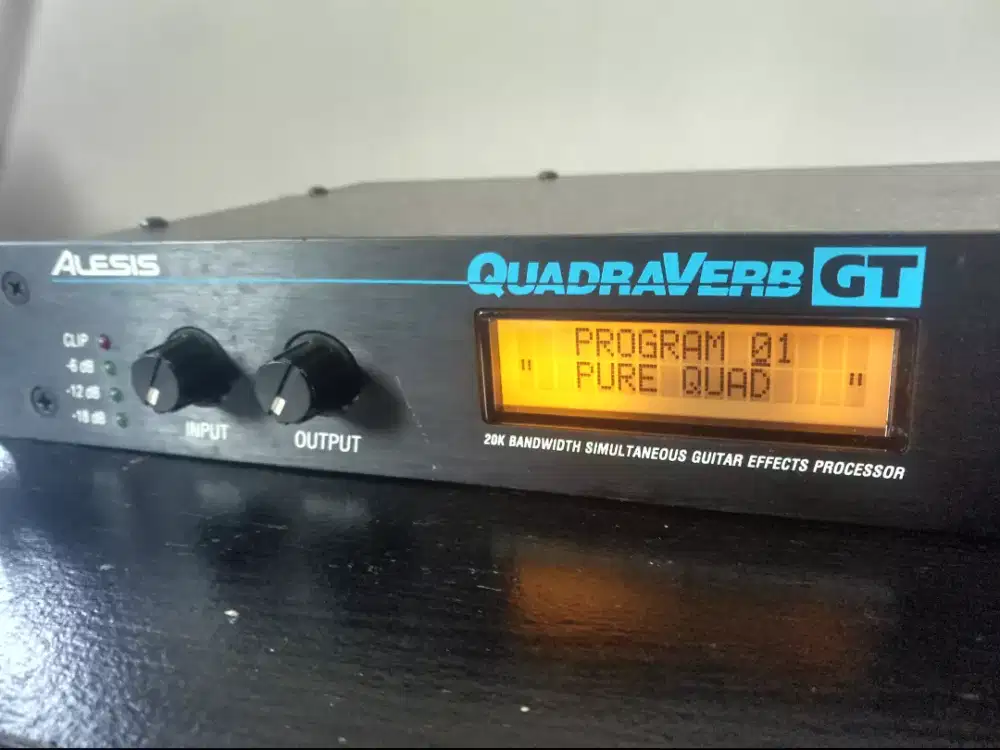 ALESIS
QUADRAVERB GT
CLIP
-6 dB
-12 dB
-18 dB
INPUT
OUTPUT
PROGRAM 01
" PURE QUAD "
20K BANDWIDTH SIMULTANEOUS GUITAR EFFECTS PROCESSOR